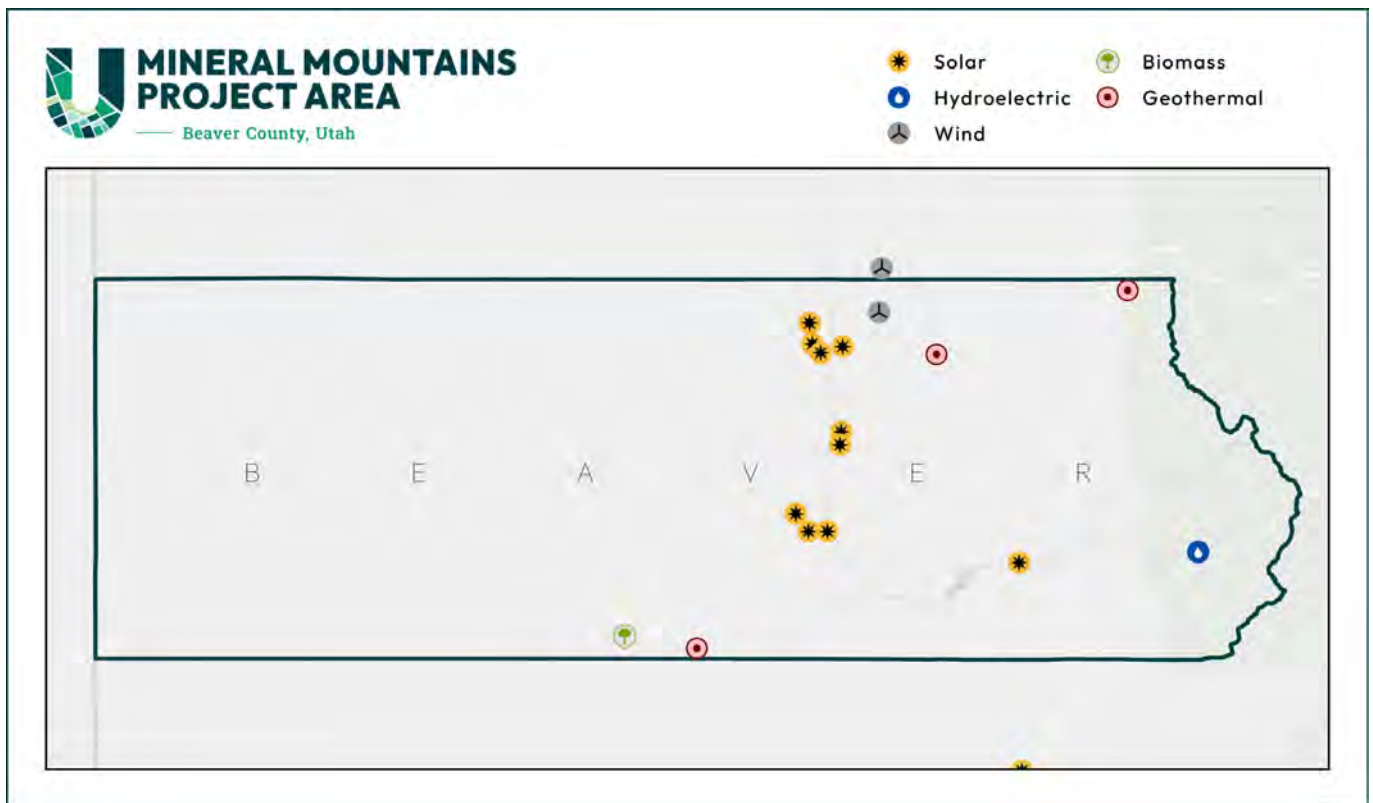 MINERAL MOUNTAINS
PROJECT AREA
Beaver County, Utah
Solar
Biomass
Hydroelectric
Geothermal
Wind
B E A V E R